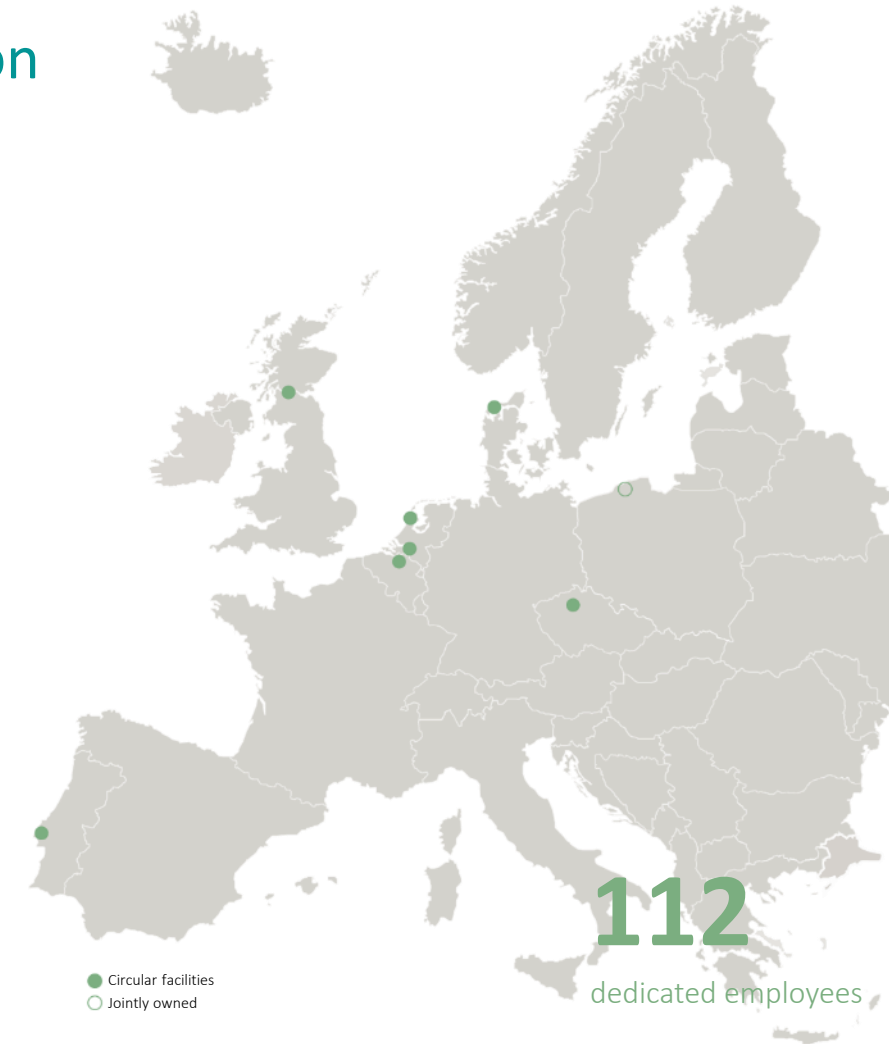 on
112
dedicated employees
Circular facilities
Jointly owned